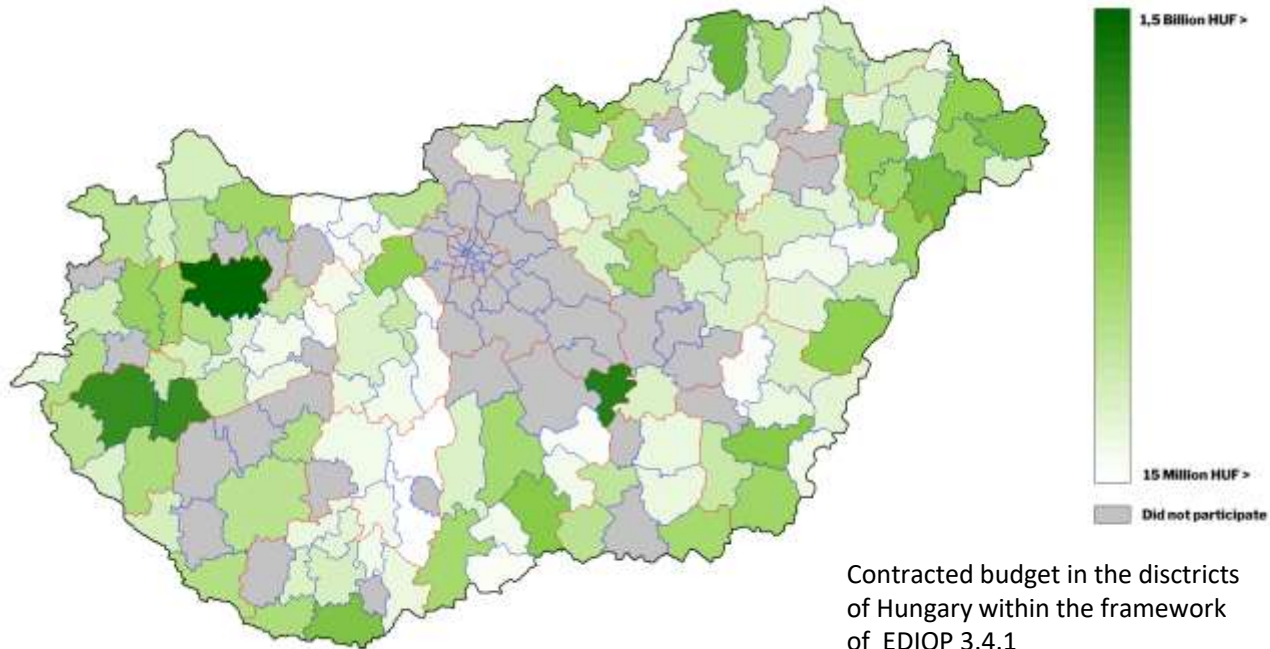 1,5 Billion HUF >
15 Million HUF >
Did not participate
Contracted budget in the disctricts
of Hungary within the framework
of EDIOP 3.4.1